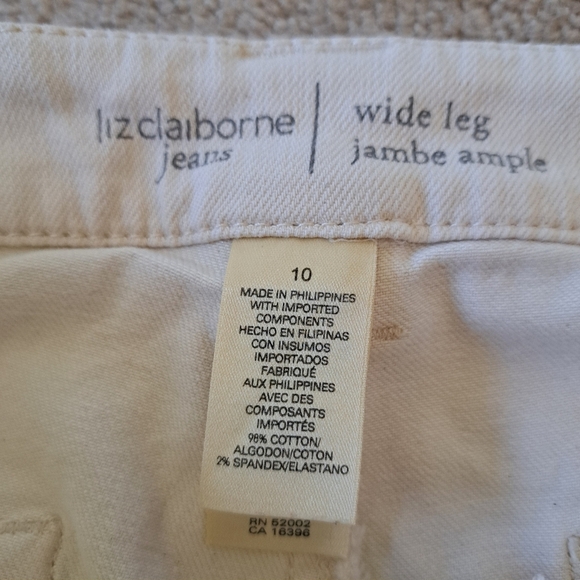 lizclaiborne
jeans
wide leg
jambe ample
10
MADE IN PHILIPPINES
WITH IMPORTED
COMPONENTS
HECHO EN FILIPINAS
CON INSUMOS
IMPORTADOS
FABRIQUÉ
AUX PHILIPPINES
AVEC DES
COMPOSANTS
IMPORTÉS
98% COTTON/
ALGODON/COTON
2% SPANDEX/ELASTANO
RN 52002
CA 16396